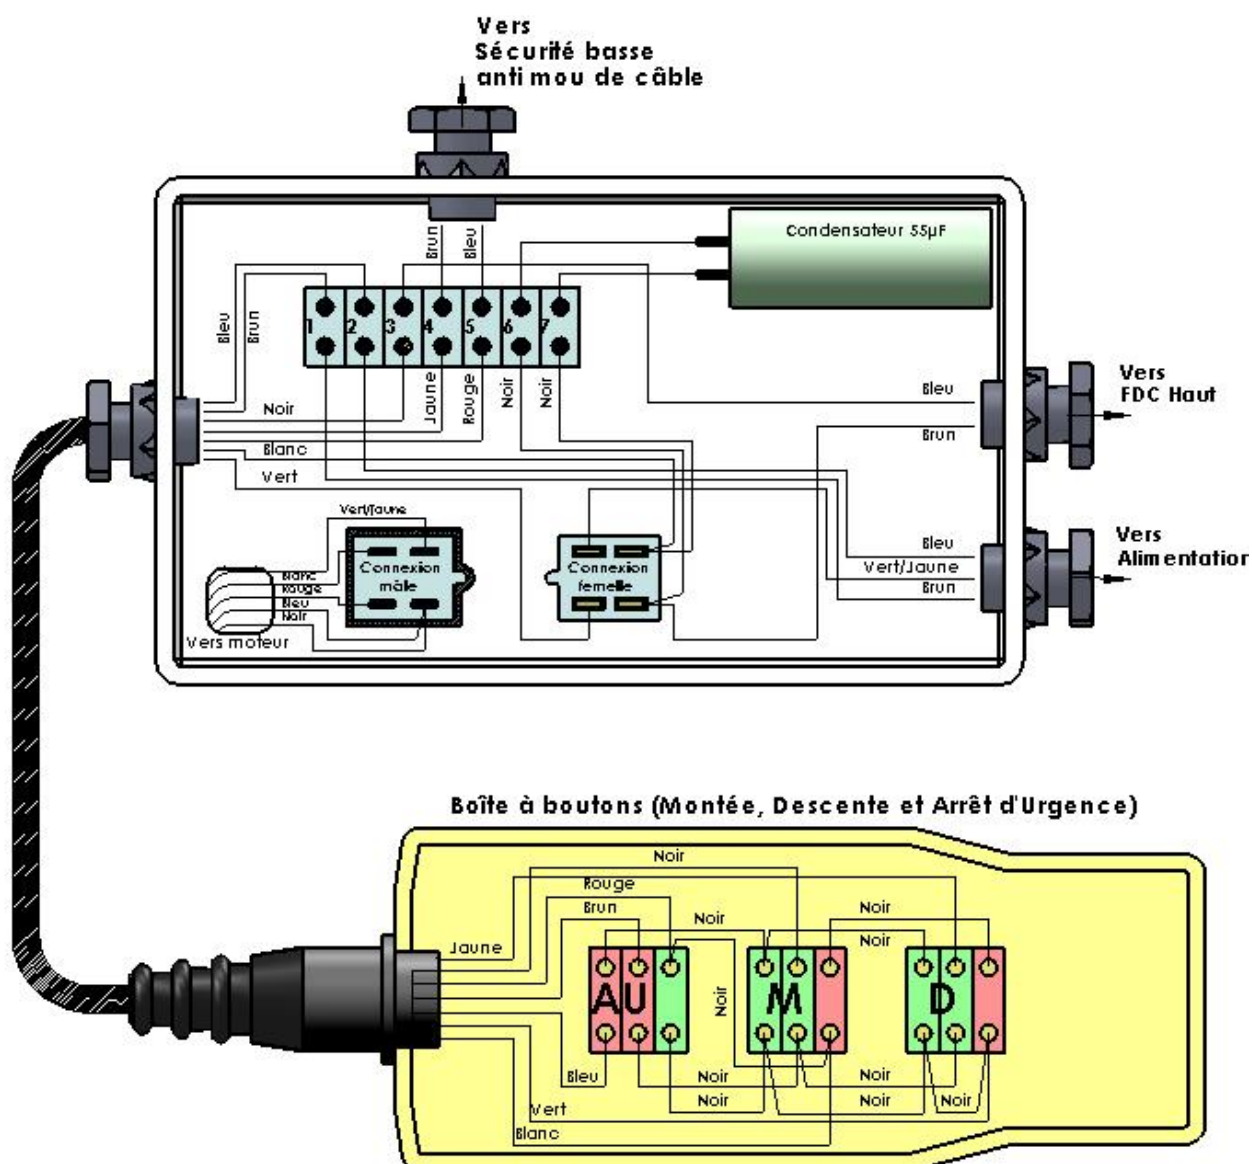 Vers
Sécurité basse
anti mou de câble
Condensateur 55µF
Brun
Bleu
1 2 3 4 5 6 7
Bleu
Brun
Jaune
Rouge
Noir
Noir
Noir
Blanc
Vert
Bleu
Brun
Vers
FDC Haut
Vert/Jaune
Blanc
Rouge
Bleu
Noir
Vers moteur
Connexion
mâle
Connexion
femelle
Bleu
Vert/Jaune
Brun
Vers
Alimentation
Boîte à boutons (Montée, Descente et Arrêt d'Urgence)
Noir
Rouge
Brun
Jaune
Noir
Noir
Noir
Noir
AU
M
D
Bleu
Noir
Noir
Noir
Noir
Noir
Vert
Blanc